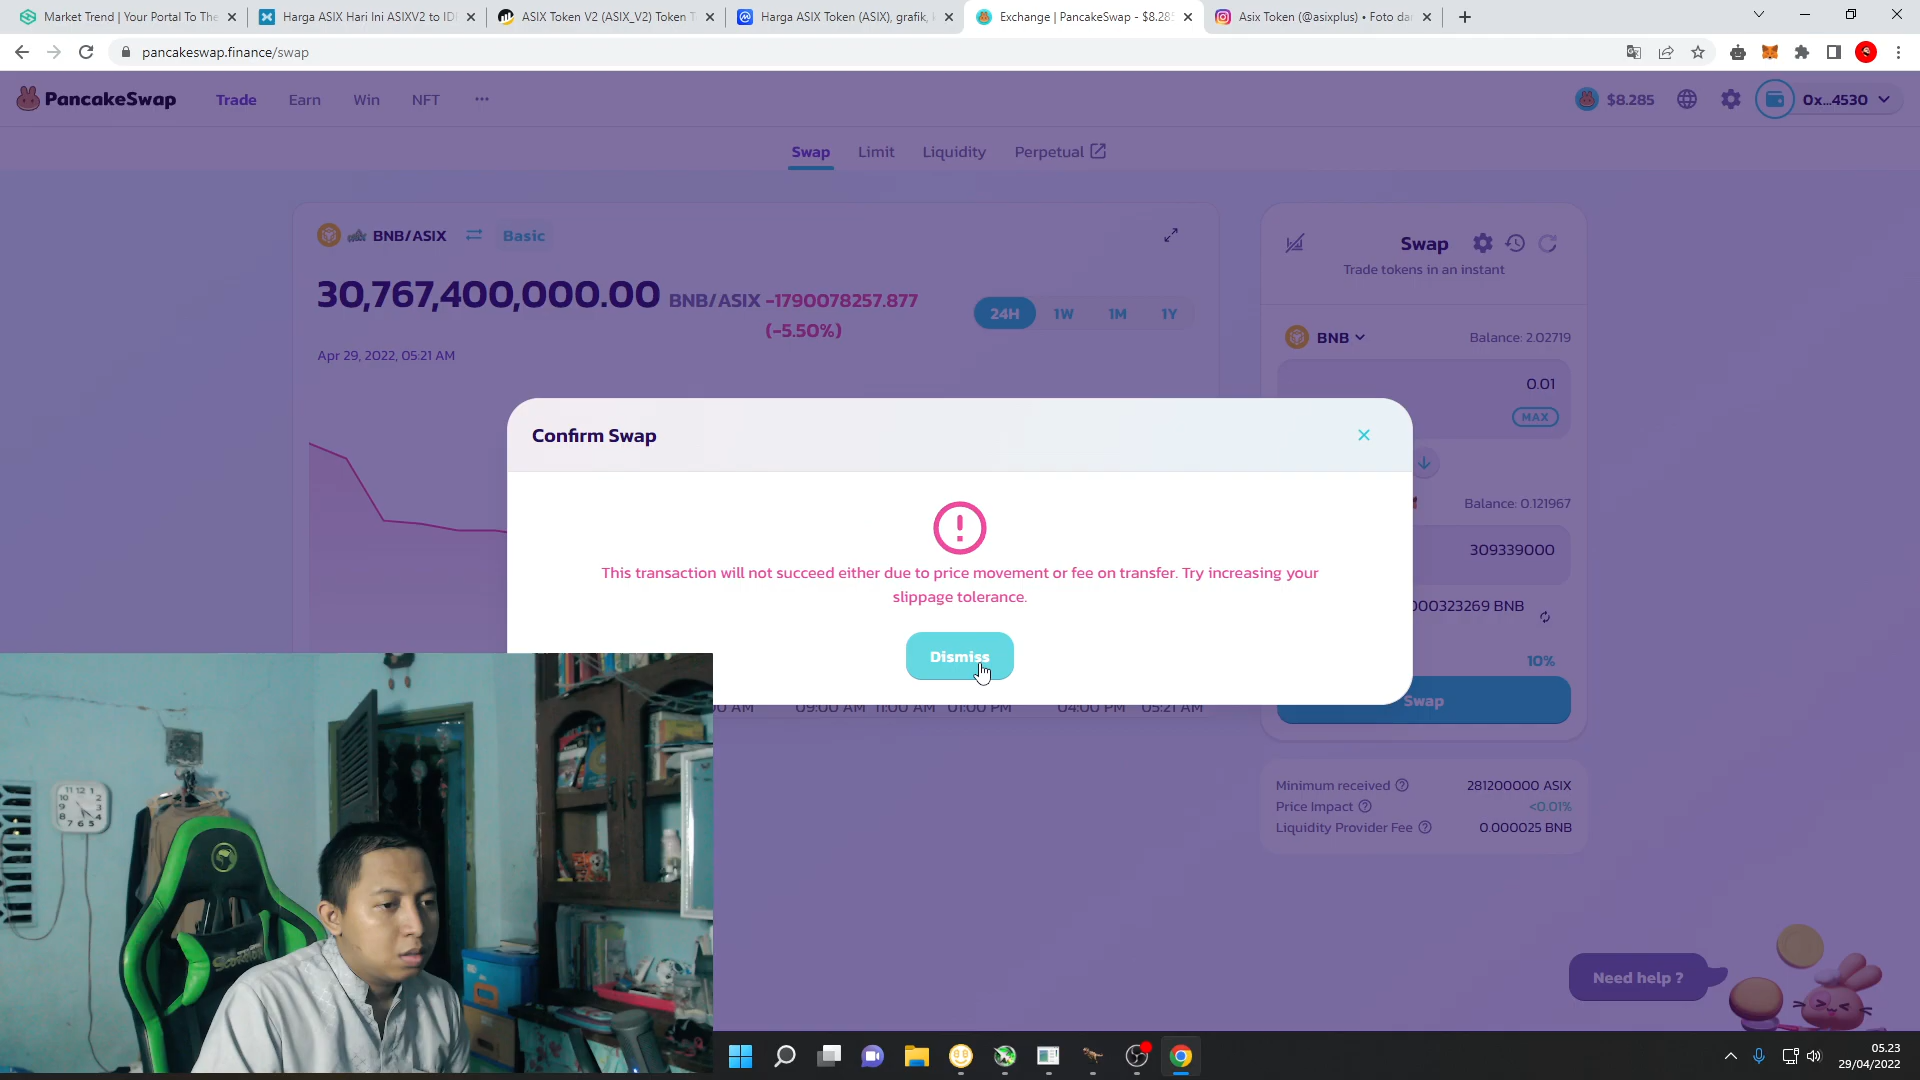 Market Trend | Your Portal To The
Harga ASIX Hari Ini ASIXV2 to ID
ASIX Token V2 (ASIX_V2) Token T
Harga ASIX Token (ASIX), grafik,
Exchange | PancakeSwap - $8.285
Asix Token (@asixplus) • Foto da
pancakeswap.finance/swap
PancakeSwap
Trade
Earn
Win
NFT
$8.285
0x...4530
Swap
Limit
Liquidity
Perpetual
BNB/ASIX
Basic
30,767,400,000.00 BNB/ASIX -1790078257.877
(-5.50%)
24H 1W 1M 1Y
Apr 29, 2022, 05:21 AM
Swap
Trade tokens in an instant
BNB
Balance: 2.02719
0.01
MAX
Balance: 0.121967
309339000
000323269 BNB
10%
Swap
Minimum received 281200000 ASIX
Price Impact <0.01%
Liquidity Provider Fee 0.000025 BNB
Confirm Swap
This transaction will not succeed either due to price movement or fee on transfer. Try increasing your
slippage tolerance.
Dismiss
AM 09:00 AM 11:00 AM 01:00 PM 04:00 PM 05:21 AM
Need help ?
05.23
29/04/2022